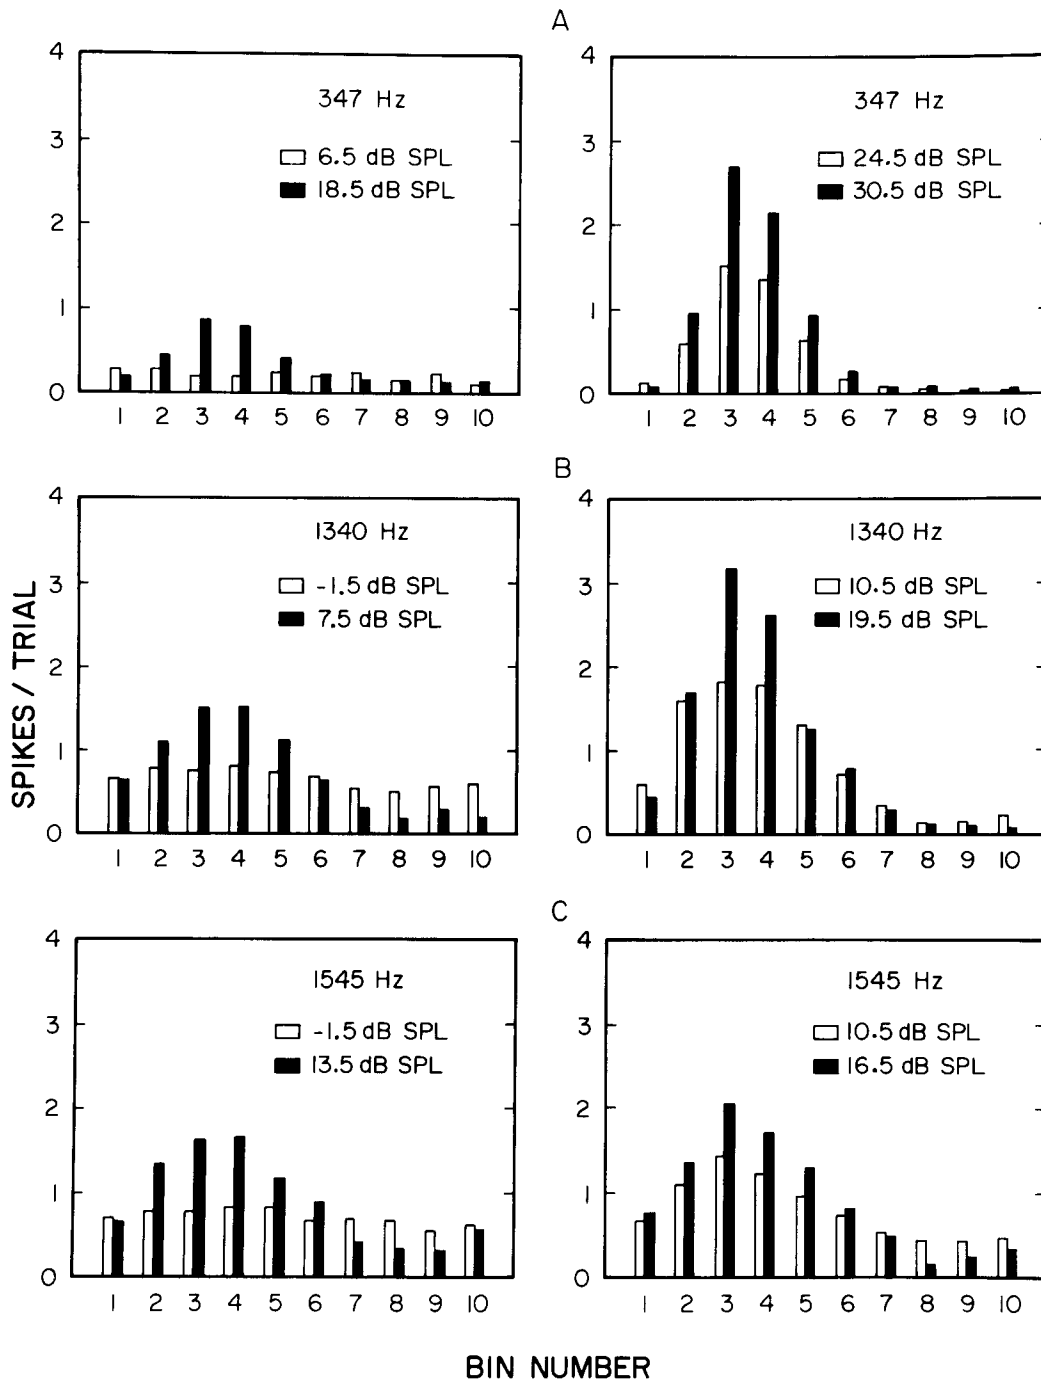 A
4
3
2
1
0
347 Hz
6.5 dB SPL
18.5 dB SPL
1 2 3 4 5 6 7 8 9 10
4
3
2
1
0
347 Hz
24.5 dB SPL
30.5 dB SPL
1 2 3 4 5 6 7 8 9 10
B
4
3
2
1
0
1340 Hz
-1.5 dB SPL
7.5 dB SPL
1 2 3 4 5 6 7 8 9 10
4
3
2
1
0
1340 Hz
10.5 dB SPL
19.5 dB SPL
1 2 3 4 5 6 7 8 9 10
SPIKES / TRIAL
C
4
3
2
1
0
1545 Hz
-1.5 dB SPL
13.5 dB SPL
1 2 3 4 5 6 7 8 9 10
4
3
2
1
0
1545 Hz
10.5 dB SPL
16.5 dB SPL
1 2 3 4 5 6 7 8 9 10
BIN NUMBER